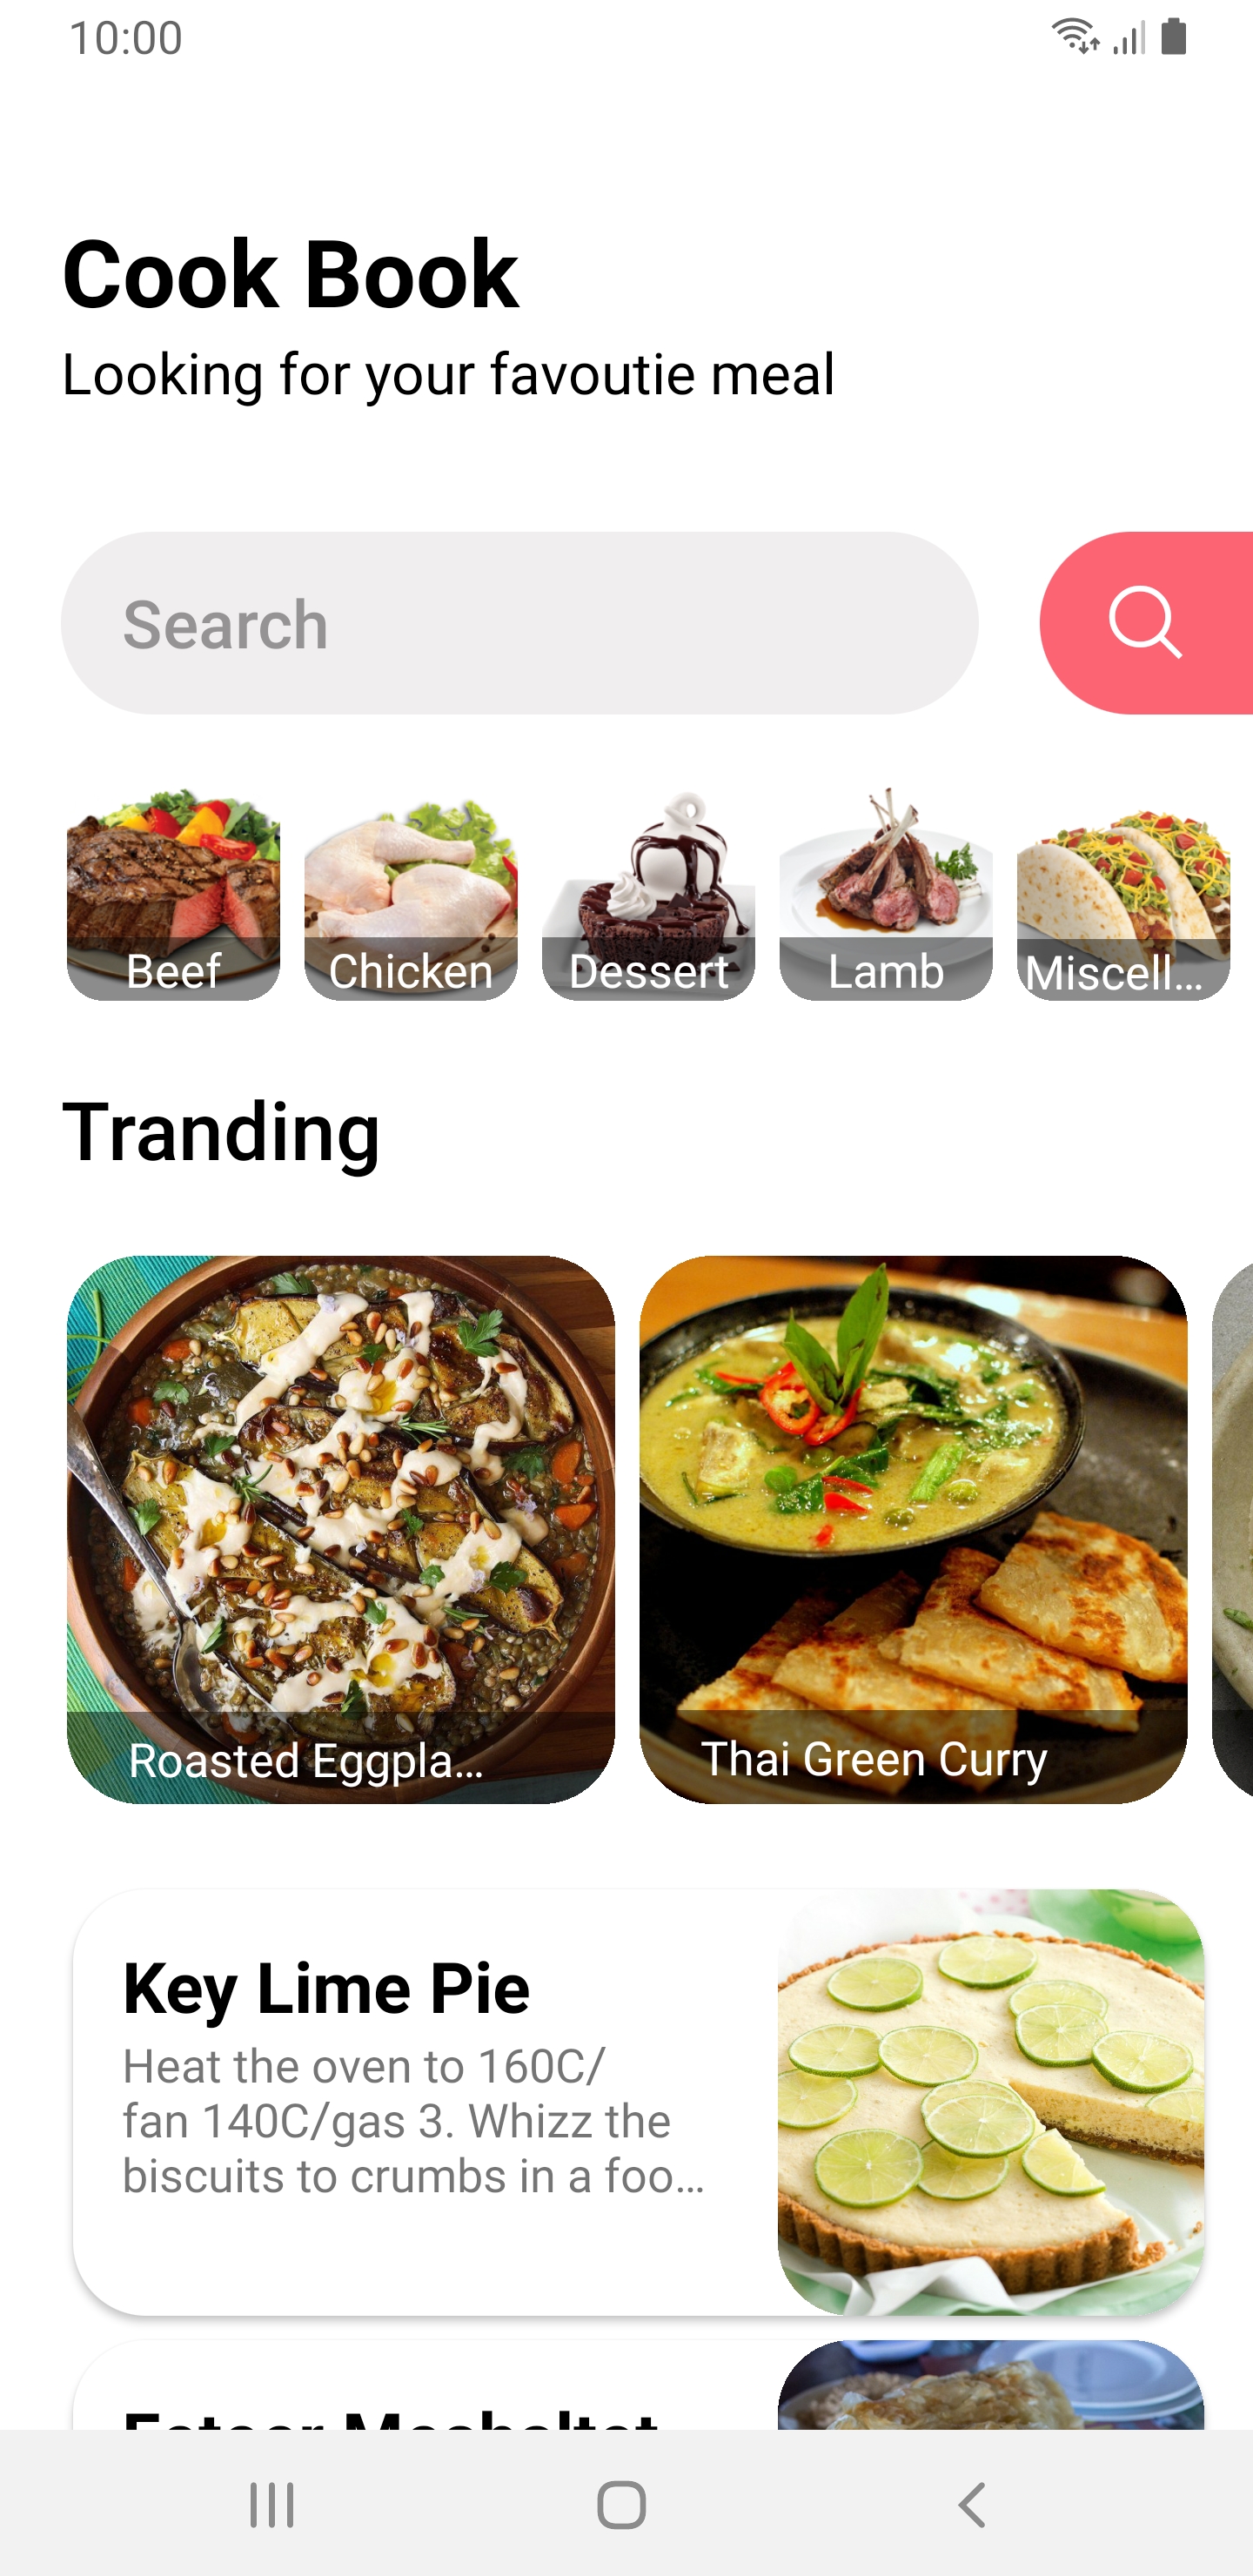 10:00
Cook Book
Looking for your favoutie meal
Search
Beef
Chicken
Dessert
Lamb
Miscell...
Tranding
Roasted Eggpla...
Thai Green Curry
Key Lime Pie
Heat the oven to 160C/
fan 140C/gas 3. Whizz the
biscuits to crumbs in a foo...